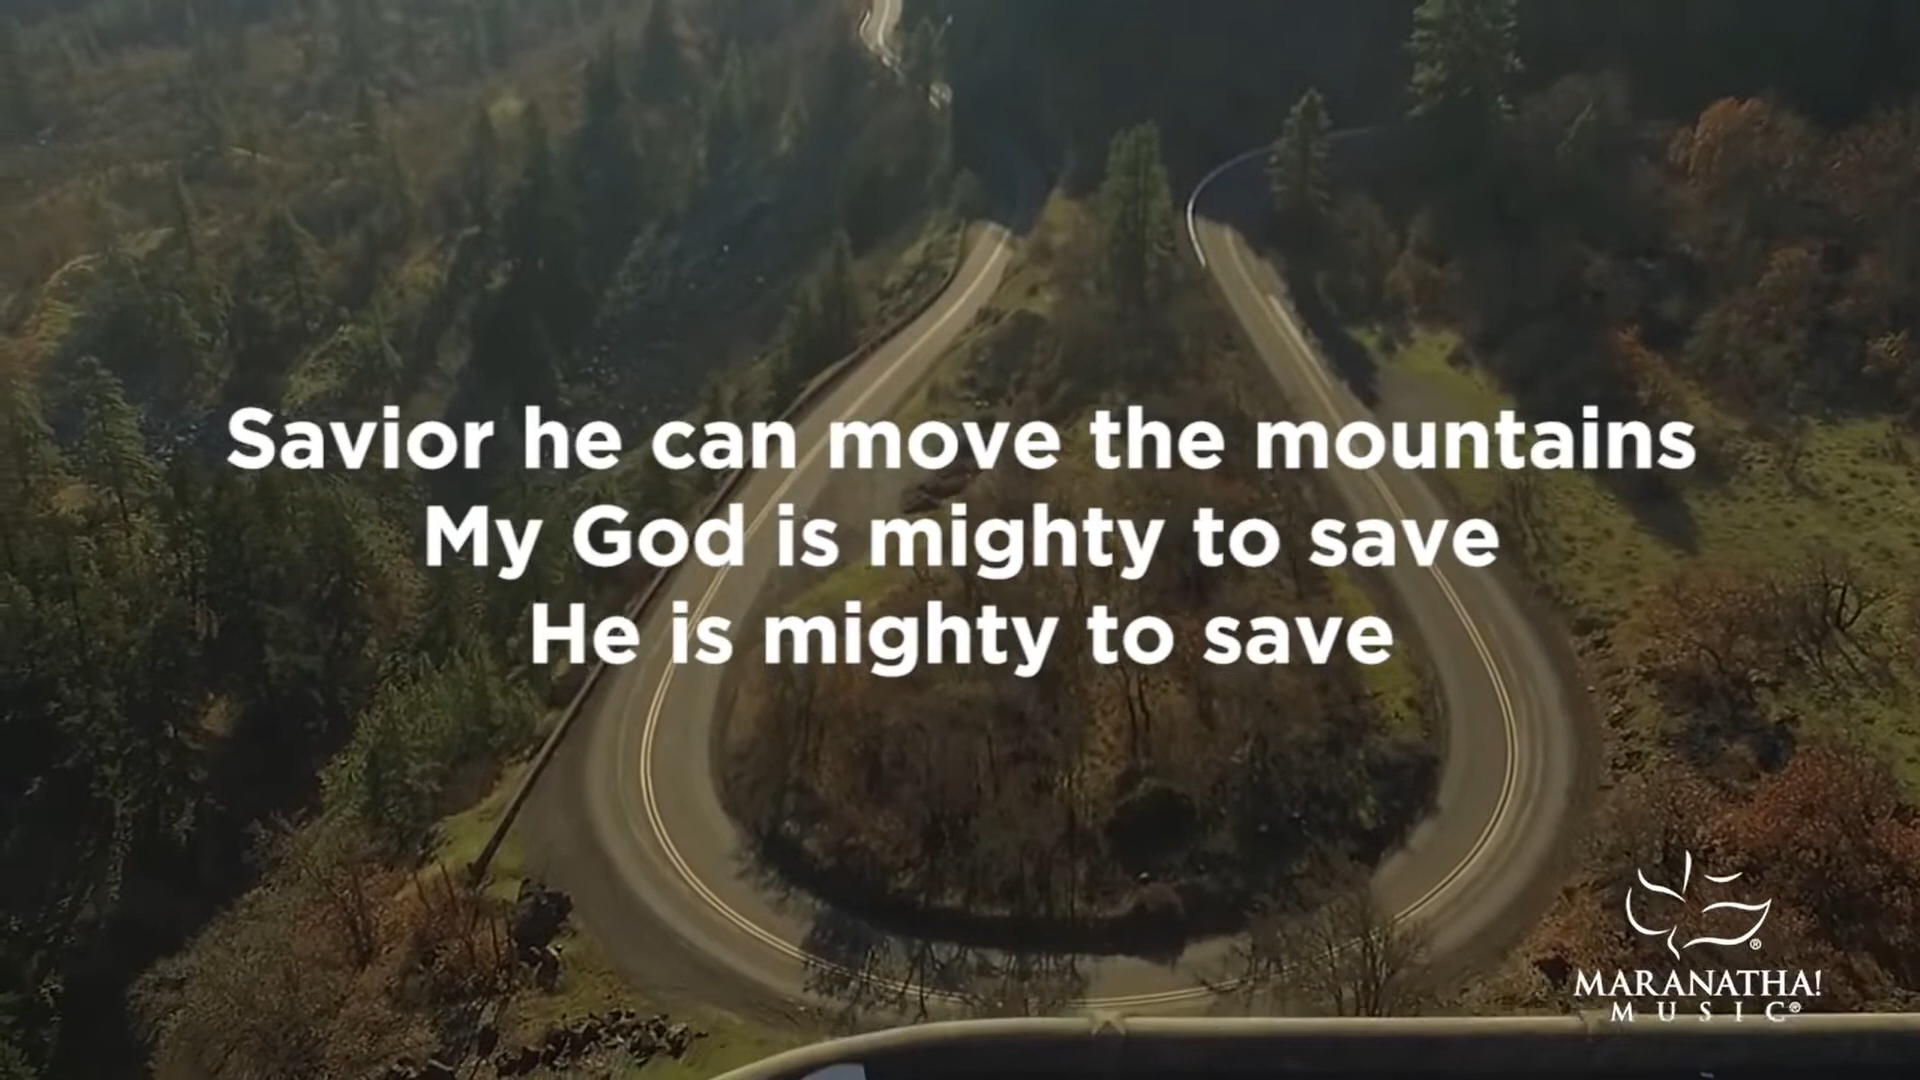 Savior he can move the mountains
My God is mighty to save
He is mighty to save
®
MARANATHA!
MUSIC®